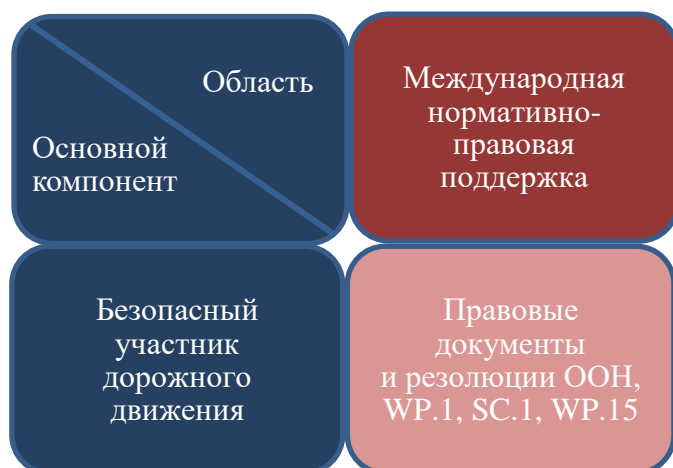 Область
Основной
компонент
Международная
нормативно-
правовая
поддержка
Безопасный
участник
дорожного
движения
Правовые
документы
и резолюции ООН,
WP.1, SC.1, WP.15